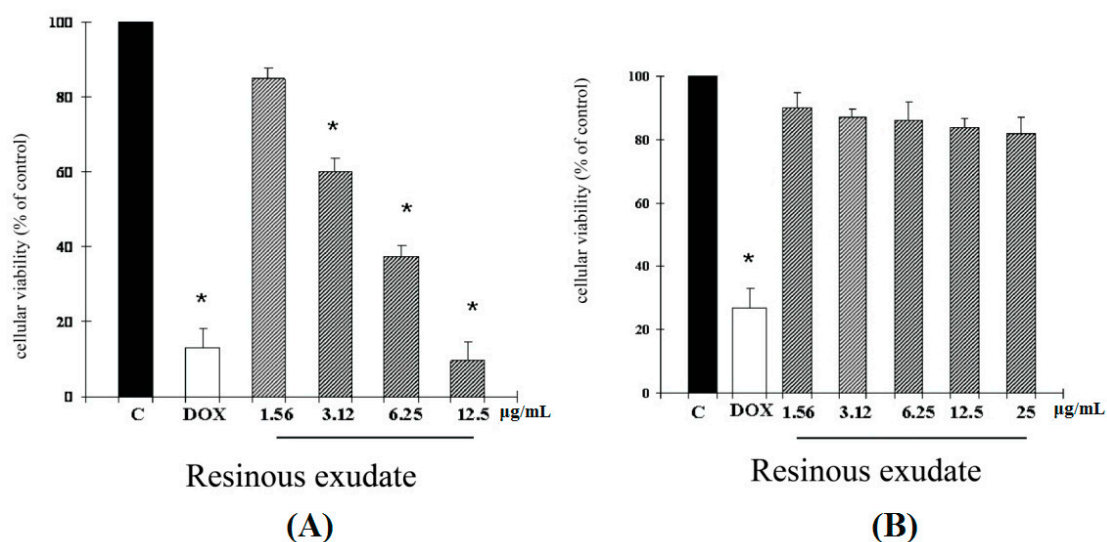 100
80
60
40
20
0
cellular viability (% of control)
*
*
*
*
C DOX 1.56 3.12 6.25 12.5 µg/mL
Resinous exudate
(A)
100
80
60
40
20
0
cellular viability (% of control)
*
C DOX 1.56 3.12 6.25 12.5 25 µg/mL
Resinous exudate
(B)